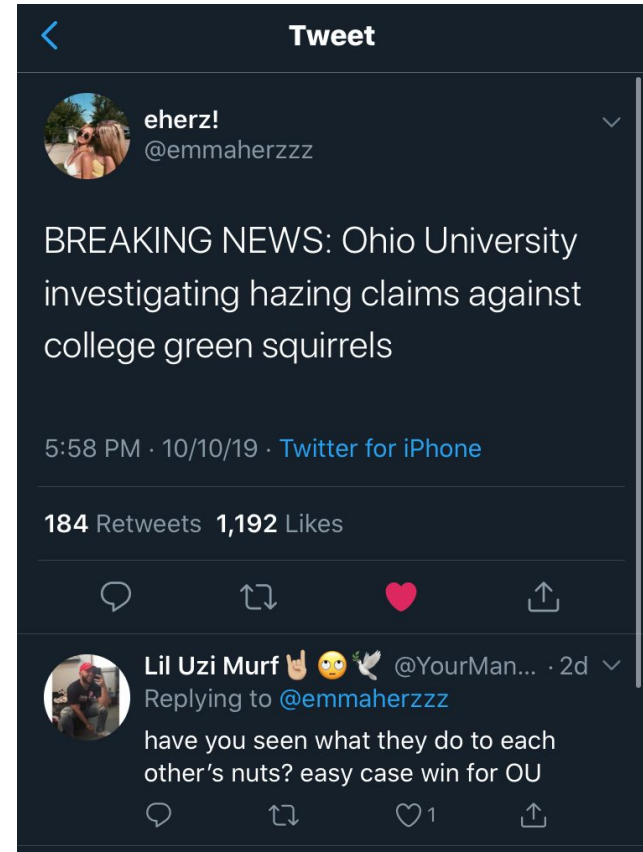 Tweet
eherz!
@emmaherzzz
BREAKING NEWS: Ohio University
investigating hazing claims against
college green squirrels
5:58 PM · 10/10/19 · Twitter for iPhone
184 Retweets 1,192 Likes
Lil Uzi Murf🤘🏼🙄🕊 @YourMan... · 2d
Replying to @emmaherzzz
have you seen what they do to each
other’s nuts? easy case win for OU
1